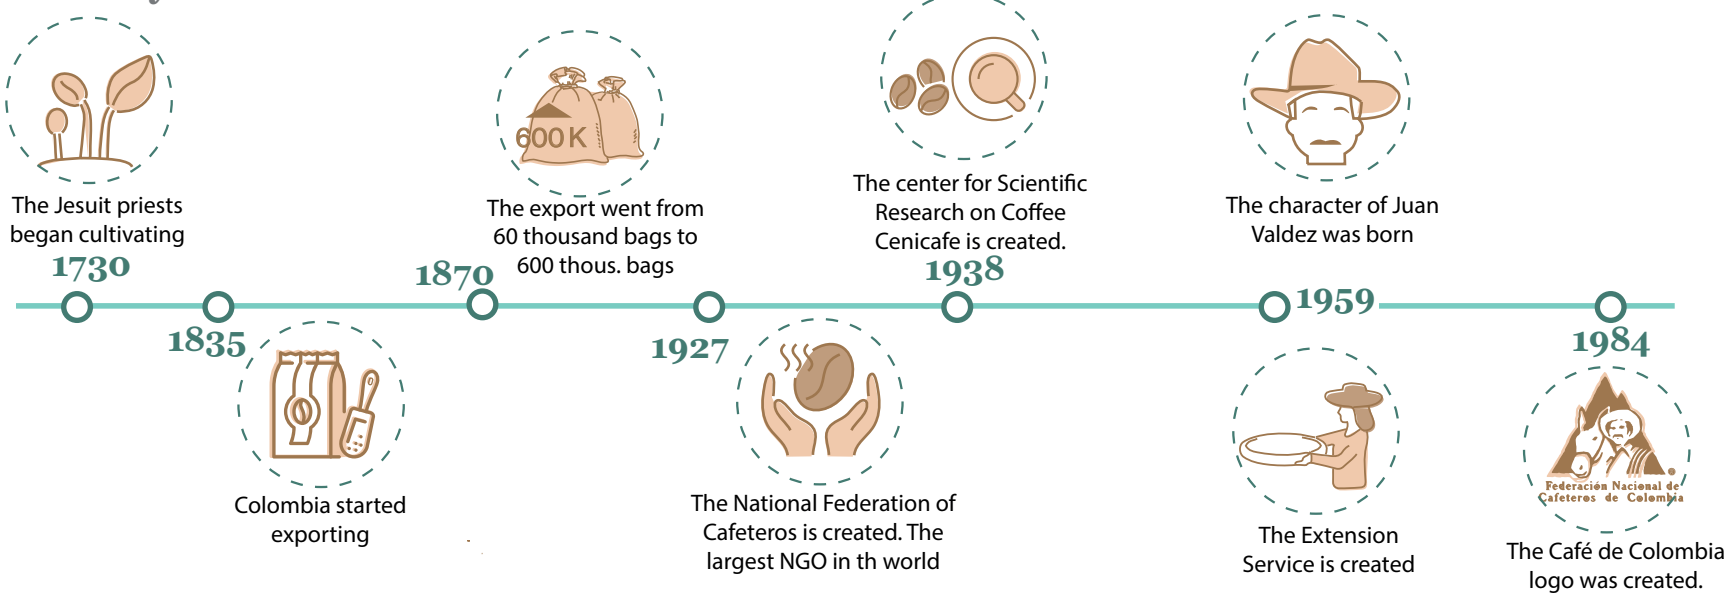 The Jesuit priests
began cultivating
1730
1835
Colombia started
exporting
600 K
The export went from
60 thousand bags to
600 thous. bags
1870
1927
The National Federation of
Cafeteros is created. The
largest NGO in th world
The center for Scientific
Research on Coffee
Cenicafe is created.
1938
The character of Juan
Valdez was born
1959
The Extension
Service is created
1984
Federación Nacional de
Cafeteros de Colombia
The Café de Colombia
logo was created.